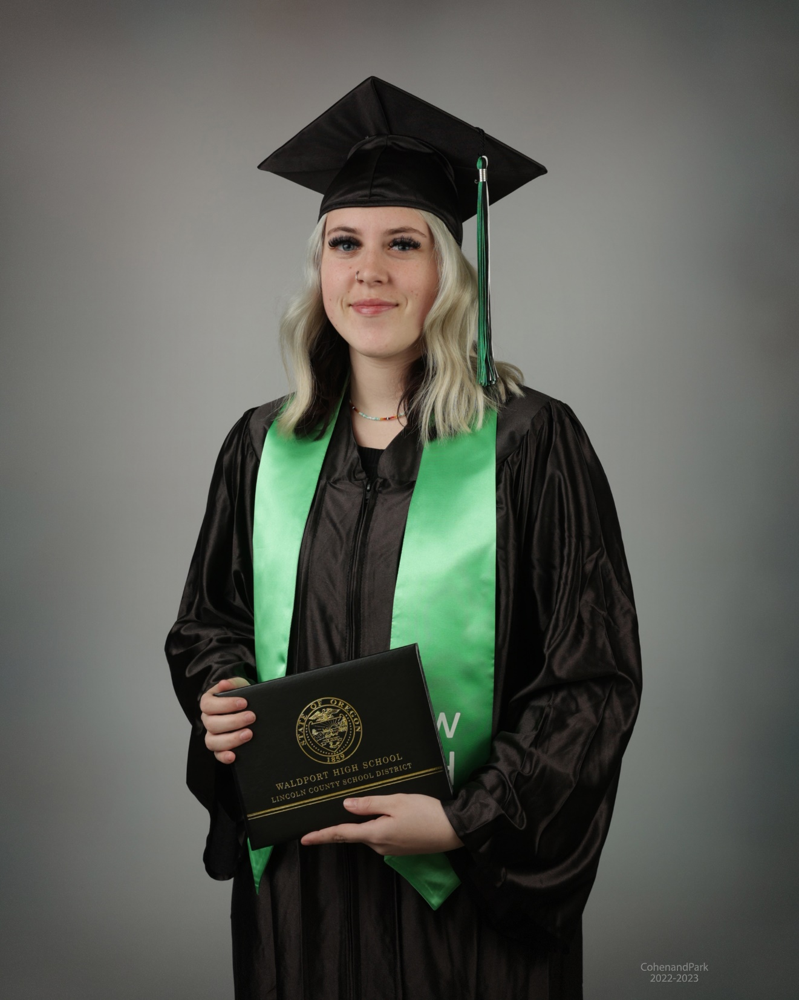 W
H
STATE OF OREGON
1859
WALDPORT HIGH SCHOOL
LINCOLN COUNTY SCHOOL DISTRICT
CohenandPark
2022-2023